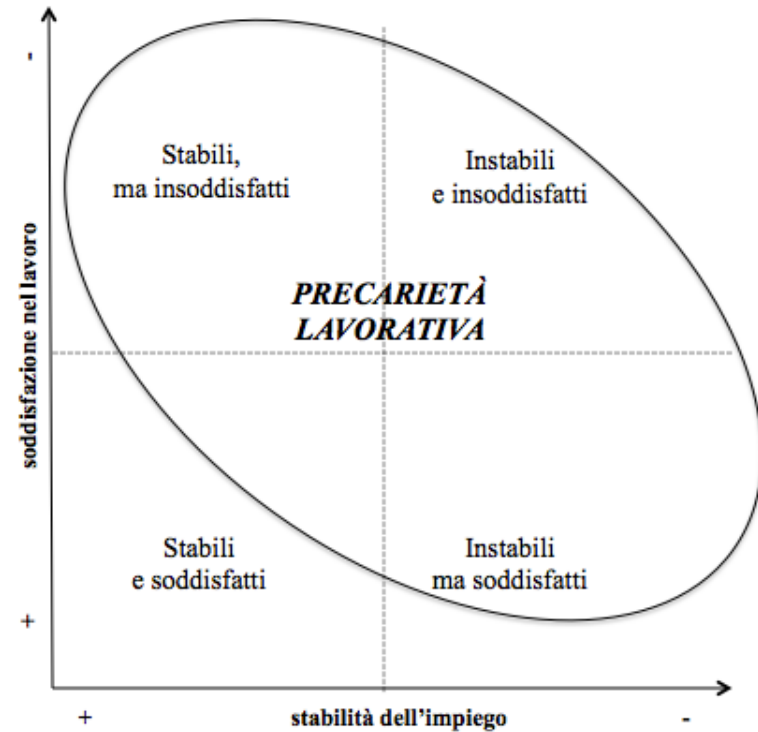 -
Stabili,
ma insoddisfatti
Instabili
e insoddisfatti
soddisfazione nel lavoro
PRECARIETÀ
LAVORATIVA
Stabili
e soddisfatti
Instabili
ma soddisfatti
+
+
stabilità dell'impiego
-